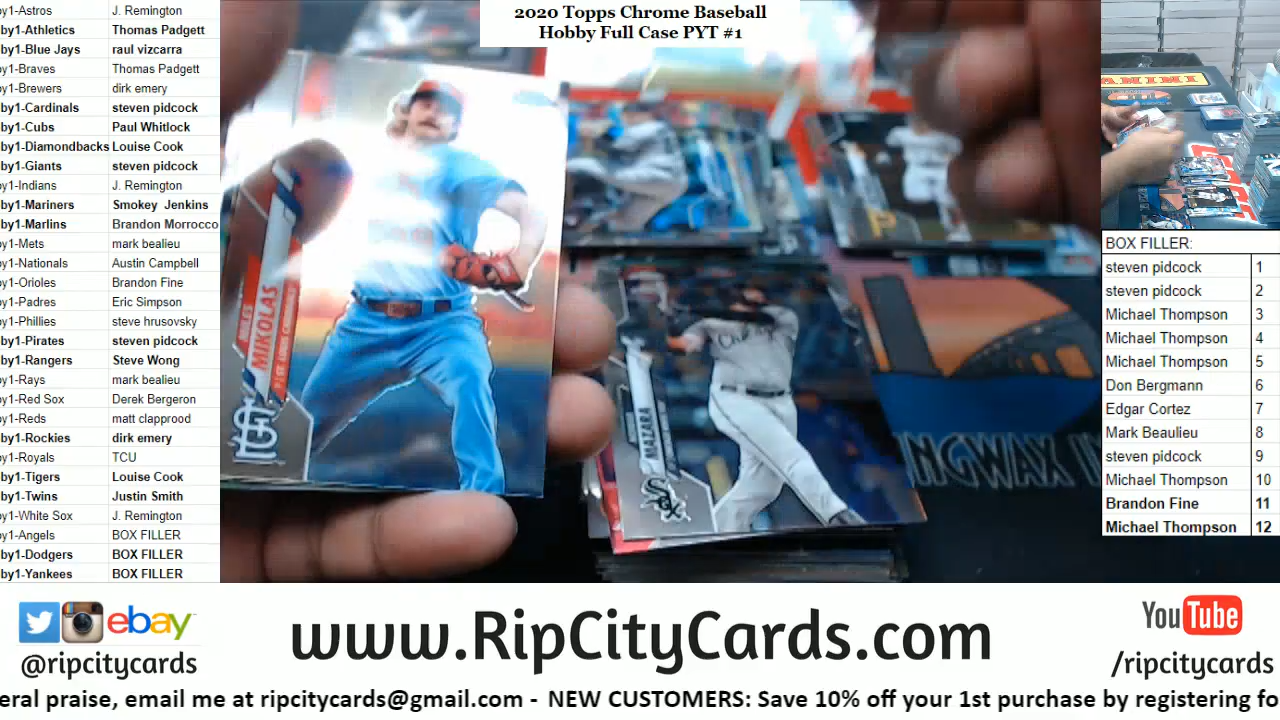 2020 Topps Chrome Baseball
Hobby Full Case PYT #1
by1-Astros J. Remington
by1-Athletics Thomas Padgett
by1-Blue Jays raul vizcarra
by1-Braves Thomas Padgett
by1-Brewers dirk emery
by1-Cardinals steven pidcock
by1-Cubs Paul Whitlock
by1-Diamondbacks Louise Cook
by1-Giants steven pidcock
by1-Indians J. Remington
by1-Mariners Smokey Jenkins
by1-Marlins Brandon Morrocco
by1-Mets mark bealieu
by1-Nationals Austin Campbell
by1-Orioles Brandon Fine
by1-Padres Eric Simpson
by1-Phillies steve hrusovsky
by1-Pirates steven pidcock
by1-Rangers Steve Wong
by1-Rays mark bealieu
by1-Red Sox Derek Bergeron
by1-Reds matt clapprood
by1-Rockies dirk emery
by1-Royals TCU
by1-Tigers Louise Cook
by1-Twins Justin Smith
by1-White Sox J. Remington
by1-Angels BOX FILLER
by1-Dodgers BOX FILLER
by1-Yankees BOX FILLER
MILES
MIKOLAS
ST. LOUIS CARDINALS
MAZARA
SOX
NGWAX
PANINI
BOX FILLER:
steven pidcock 1
steven pidcock 2
Michael Thompson 3
Michael Thompson 4
Michael Thompson 5
Don Bergmann 6
Edgar Cortez 7
Mark Beaulieu 8
steven pidcock 9
Michael Thompson 10
Brandon Fine 11
Michael Thompson 12
ebay
@ripcitycards
www.RipCityCards.com
YouTube
/ripcitycards
eral praise, email me at ripcitycards@gmail.com - NEW CUSTOMERS: Save 10% off your 1st purchase by registering fo